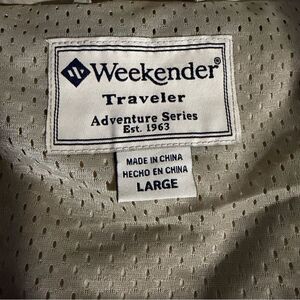 Weekender®
Traveler
Adventure Series
Est. 1963
MADE IN CHINA
HECHO EN CHINA
LARGE